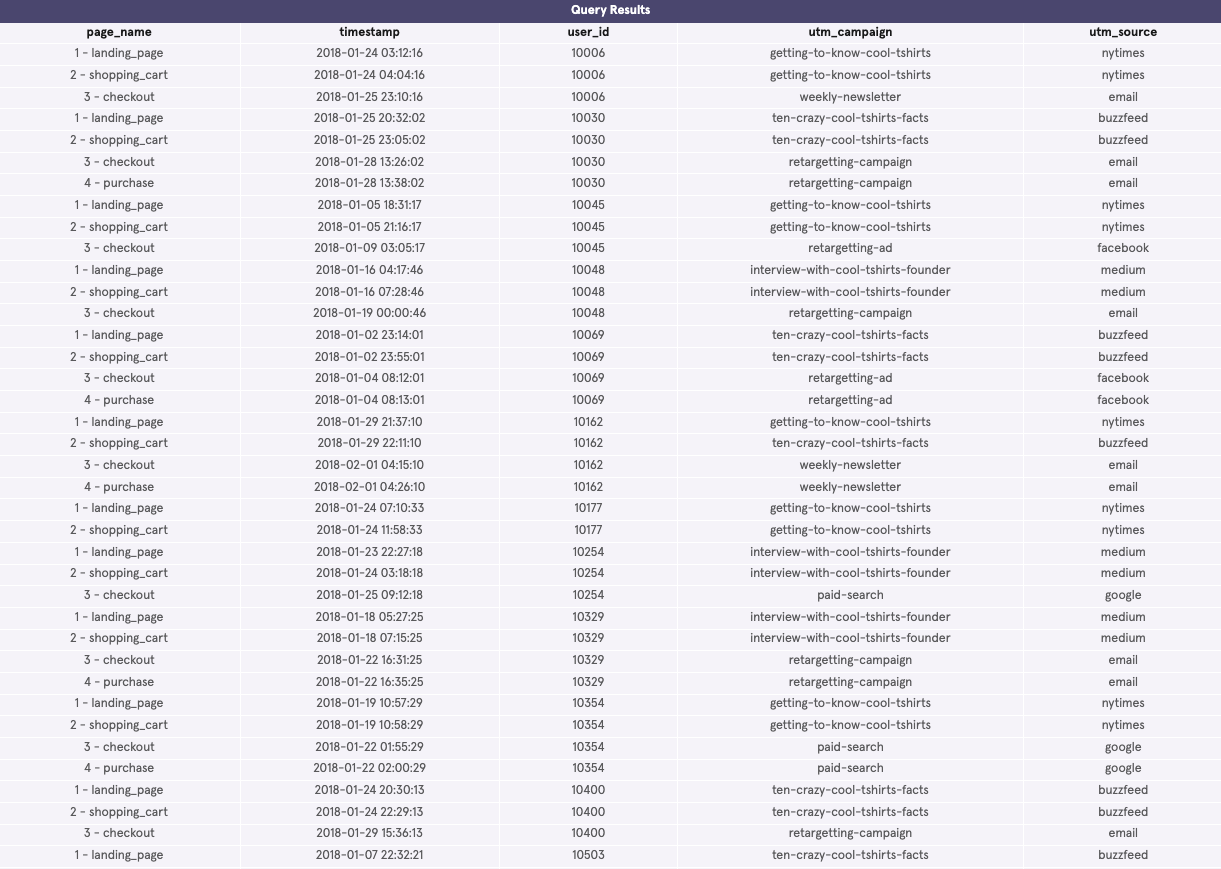 Query Results
page_name timestamp user_id utm_campaign utm_source
1 - landing_page 2018-01-24 03:12:16 10006 getting-to-know-cool-tshirts nytimes
2 - shopping_cart 2018-01-24 04:04:16 10006 getting-to-know-cool-tshirts nytimes
3 - checkout 2018-01-25 23:10:16 10006 weekly-newsletter email
1 - landing_page 2018-01-25 20:32:02 10030 ten-crazy-cool-tshirts-facts buzzfeed
2 - shopping_cart 2018-01-25 23:05:02 10030 ten-crazy-cool-tshirts-facts buzzfeed
3 - checkout 2018-01-28 13:26:02 10030 retargetting-campaign email
4 - purchase 2018-01-28 13:38:02 10030 retargetting-campaign email
1 - landing_page 2018-01-05 18:31:17 10045 getting-to-know-cool-tshirts nytimes
2 - shopping_cart 2018-01-05 21:16:17 10045 getting-to-know-cool-tshirts nytimes
3 - checkout 2018-01-09 03:05:17 10045 retargetting-ad facebook
1 - landing_page 2018-01-16 04:17:46 10048 interview-with-cool-tshirts-founder medium
2 - shopping_cart 2018-01-16 07:28:46 10048 interview-with-cool-tshirts-founder medium
3 - checkout 2018-01-19 00:00:46 10048 retargetting-campaign email
1 - landing_page 2018-01-02 23:14:01 10069 ten-crazy-cool-tshirts-facts buzzfeed
2 - shopping_cart 2018-01-02 23:55:01 10069 ten-crazy-cool-tshirts-facts buzzfeed
3 - checkout 2018-01-04 08:12:01 10069 retargetting-ad facebook
4 - purchase 2018-01-04 08:13:01 10069 retargetting-ad facebook
1 - landing_page 2018-01-29 21:37:10 10162 getting-to-know-cool-tshirts nytimes
2 - shopping_cart 2018-01-29 22:11:10 10162 ten-crazy-cool-tshirts-facts buzzfeed
3 - checkout 2018-02-01 04:15:10 10162 weekly-newsletter email
4 - purchase 2018-02-01 04:26:10 10162 weekly-newsletter email
1 - landing_page 2018-01-24 07:10:33 10177 getting-to-know-cool-tshirts nytimes
2 - shopping_cart 2018-01-24 11:58:33 10177 getting-to-know-cool-tshirts nytimes
1 - landing_page 2018-01-23 22:27:18 10254 interview-with-cool-tshirts-founder medium
2 - shopping_cart 2018-01-24 03:18:18 10254 interview-with-cool-tshirts-founder medium
3 - checkout 2018-01-25 09:12:18 10254 paid-search google
1 - landing_page 2018-01-18 05:27:25 10329 interview-with-cool-tshirts-founder medium
2 - shopping_cart 2018-01-18 07:15:25 10329 interview-with-cool-tshirts-founder medium
3 - checkout 2018-01-22 16:31:25 10329 retargetting-campaign email
4 - purchase 2018-01-22 16:35:25 10329 retargetting-campaign email
1 - landing_page 2018-01-19 10:57:29 10354 getting-to-know-cool-tshirts nytimes
2 - shopping_cart 2018-01-19 10:58:29 10354 getting-to-know-cool-tshirts nytimes
3 - checkout 2018-01-22 01:55:29 10354 paid-search google
4 - purchase 2018-01-22 02:00:29 10354 paid-search google
1 - landing_page 2018-01-24 20:30:13 10400 ten-crazy-cool-tshirts-facts buzzfeed
2 - shopping_cart 2018-01-24 22:29:13 10400 ten-crazy-cool-tshirts-facts buzzfeed
3 - checkout 2018-01-29 15:36:13 10400 retargetting-campaign email
1 - landing_page 2018-01-07 22:32:21 10503 ten-crazy-cool-tshirts-facts buzzfeed